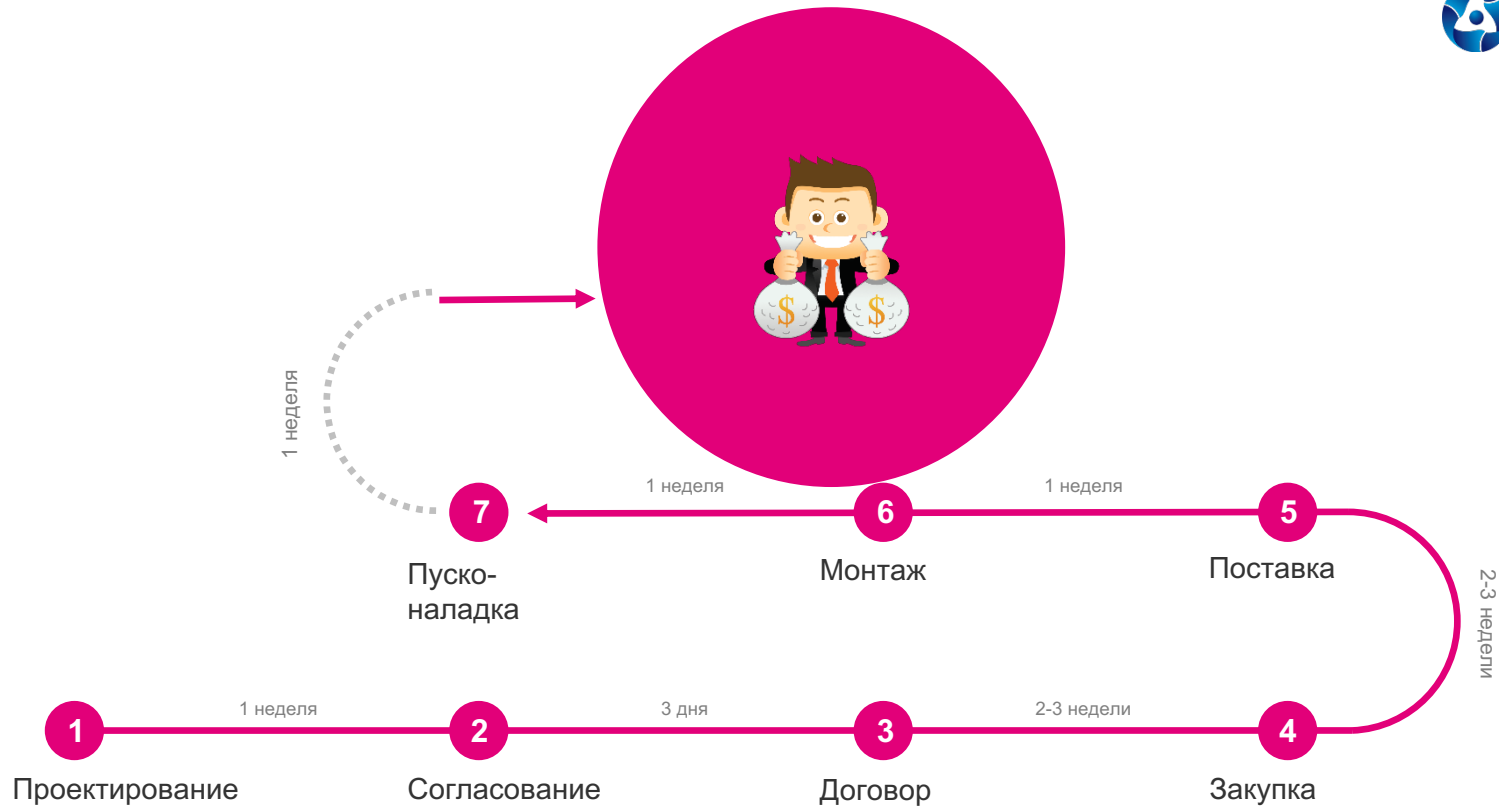 $ $
1 неделя
1 неделя
1 неделя
7
6
5
Пуско-
наладка
Монтаж
Поставка
2-3 недели
1 неделя
3 дня
2-3 недели
1
2
3
4
Проектирование
Согласование
Договор
Закупка